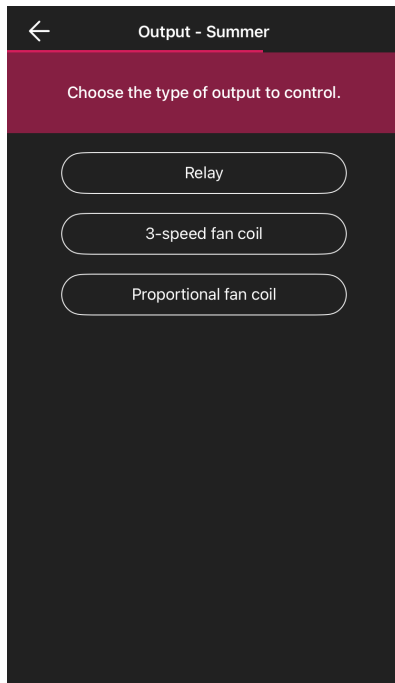 Output - Summer
Choose the type of output to control.
Relay
3-speed fan coil
Proportional fan coil